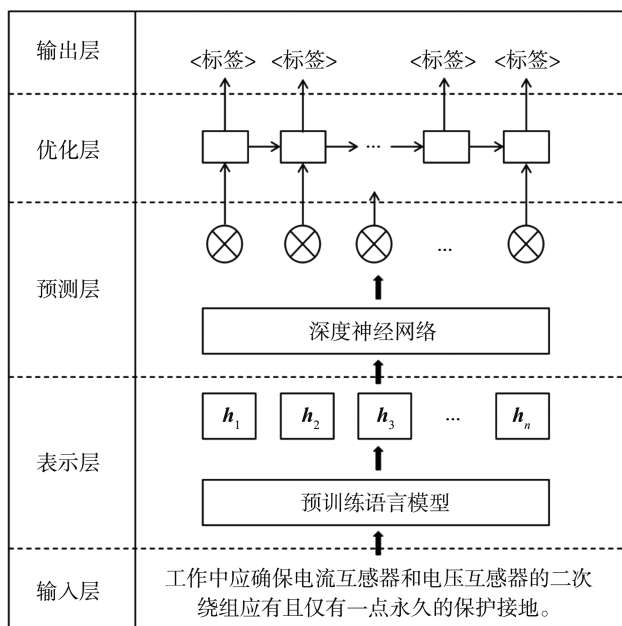 输出层
<标签> <标签> <标签> <标签>
优化层
...
预测层
...
深度神经网络
表示层
h1 h2 h3 ... hn
预训练语言模型
输入层
工作中应确保电流互感器和电压互感器的二次
绕组应有且仅有一点永久的保护接地。